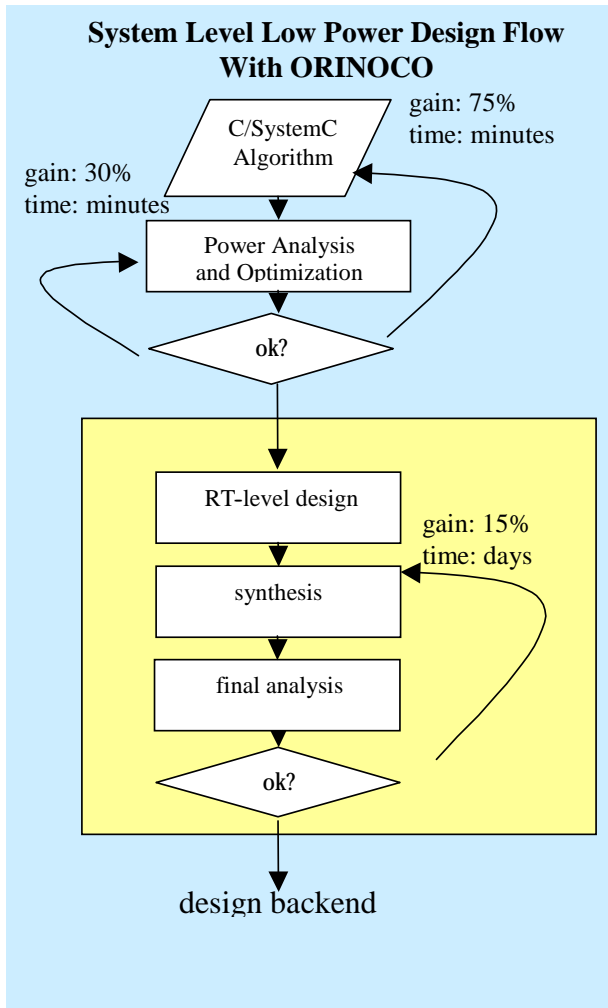 System Level Low Power Design Flow
With ORINOCO
gain: 75%
time: minutes
C/SystemC
Algorithm
gain: 30%
time: minutes
Power Analysis
and Optimization
ok?
RT-level design
gain: 15%
time: days
synthesis
final analysis
ok?
design backend